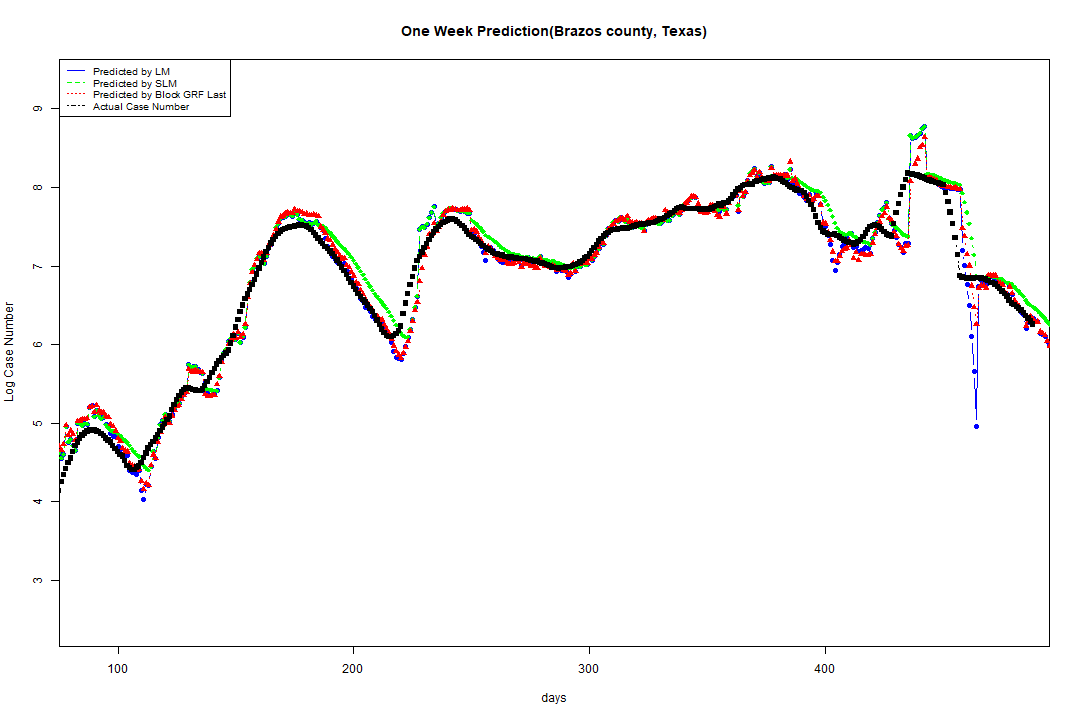 One Week Prediction(Brazos county, Texas)
Predicted by LM
Predicted by SLM
Predicted by Block GRF Last
Actual Case Number
9
8
7
6
5
4
3
Log Case Number
100 200 300 400
days